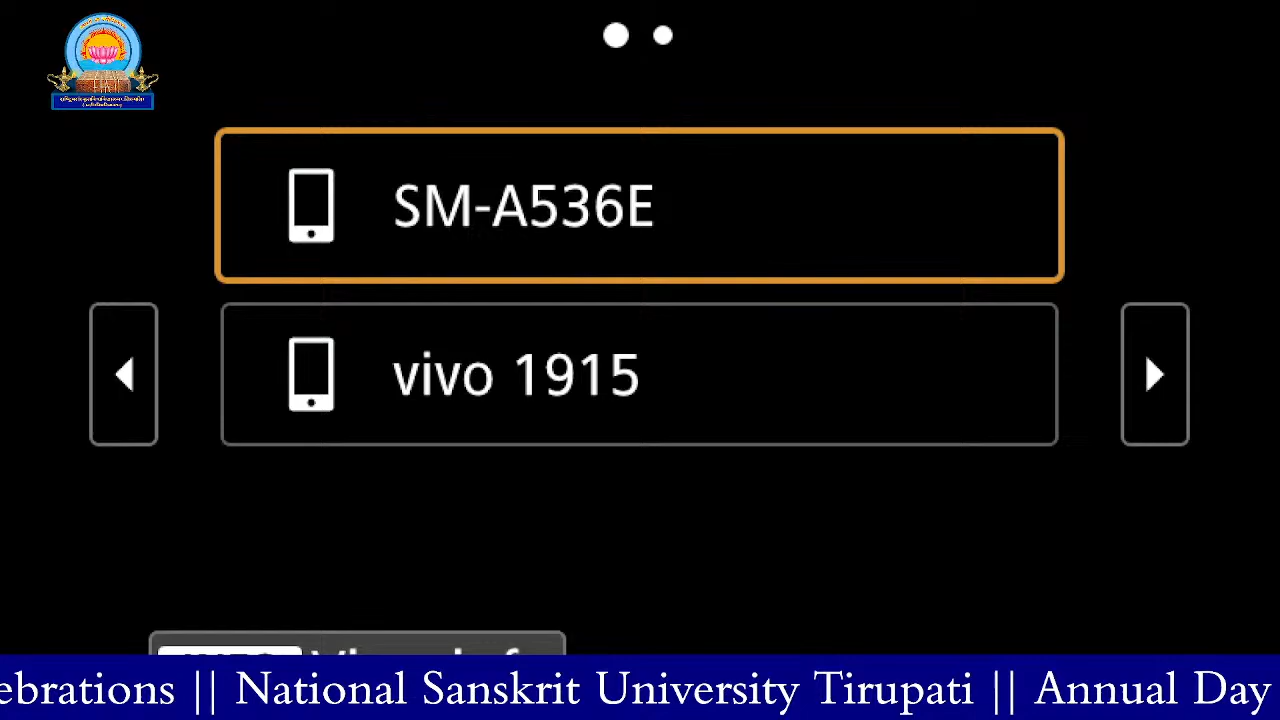 SM-A536E
vivo 1915
ebrations || National Sanskrit University Tirupati || Annual Day